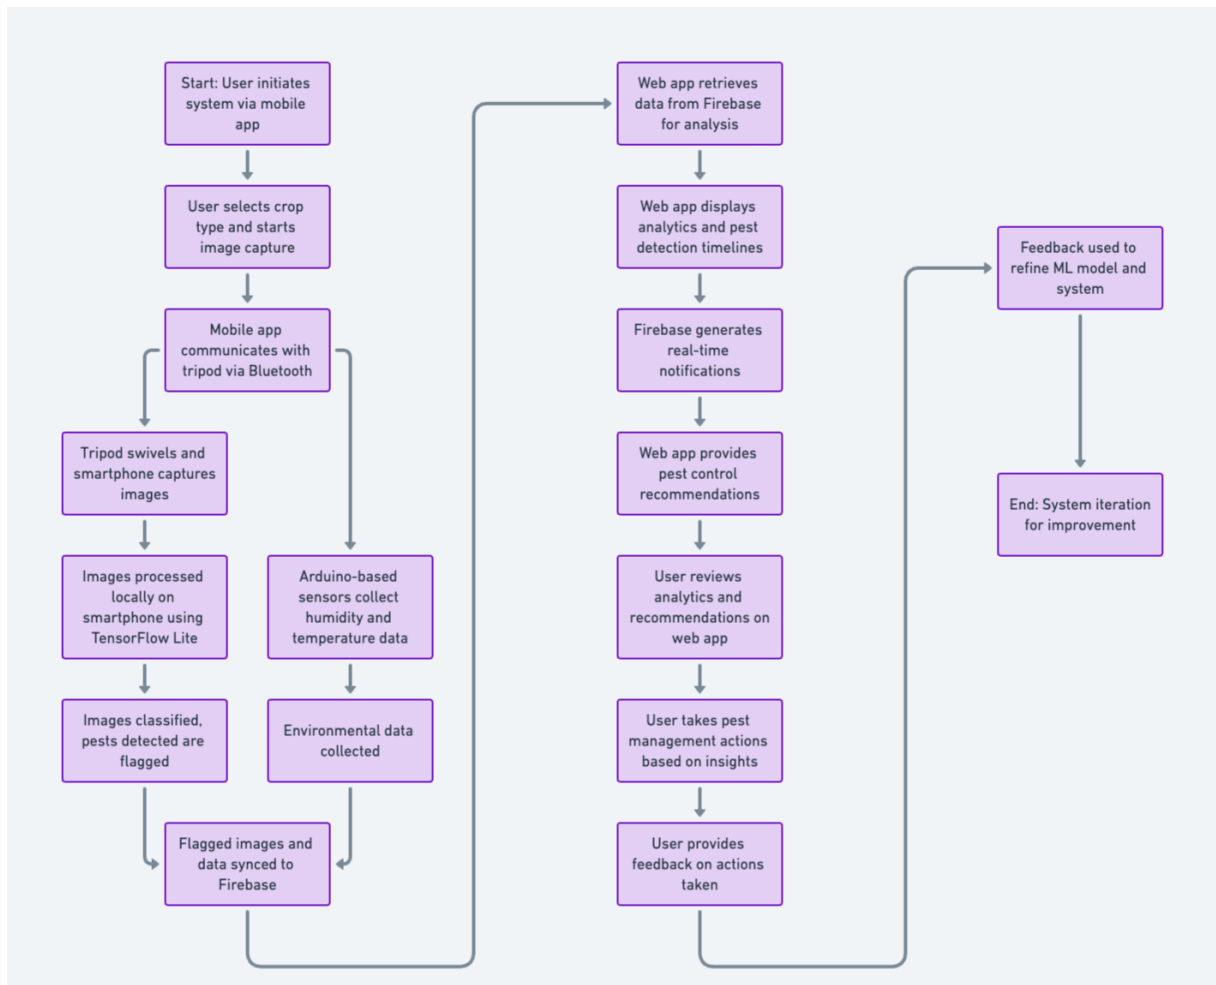 Start: User initiates
system via mobile
app
User selects crop
type and starts
image capture
Mobile app
communicates with
tripod via Bluetooth
Tripod swivels and
smartphone captures
images
Images processed
locally on
smartphone using
TensorFlow Lite
Arduino-based
sensors collect
humidity and
temperature data
Images classified,
pests detected are
flagged
Environmental data
collected
Flagged images and
data synced to
Firebase
Web app retrieves
data from Firebase
for analysis
Web app displays
analytics and pest
detection timelines
Firebase generates
real-time
notifications
Web app provides
pest control
recommendations
User reviews
analytics and
recommendations on
web app
User takes pest
management actions
based on insights
User provides
feedback on actions
taken
Feedback used to
refine ML model and
system
End: System iteration
for improvement